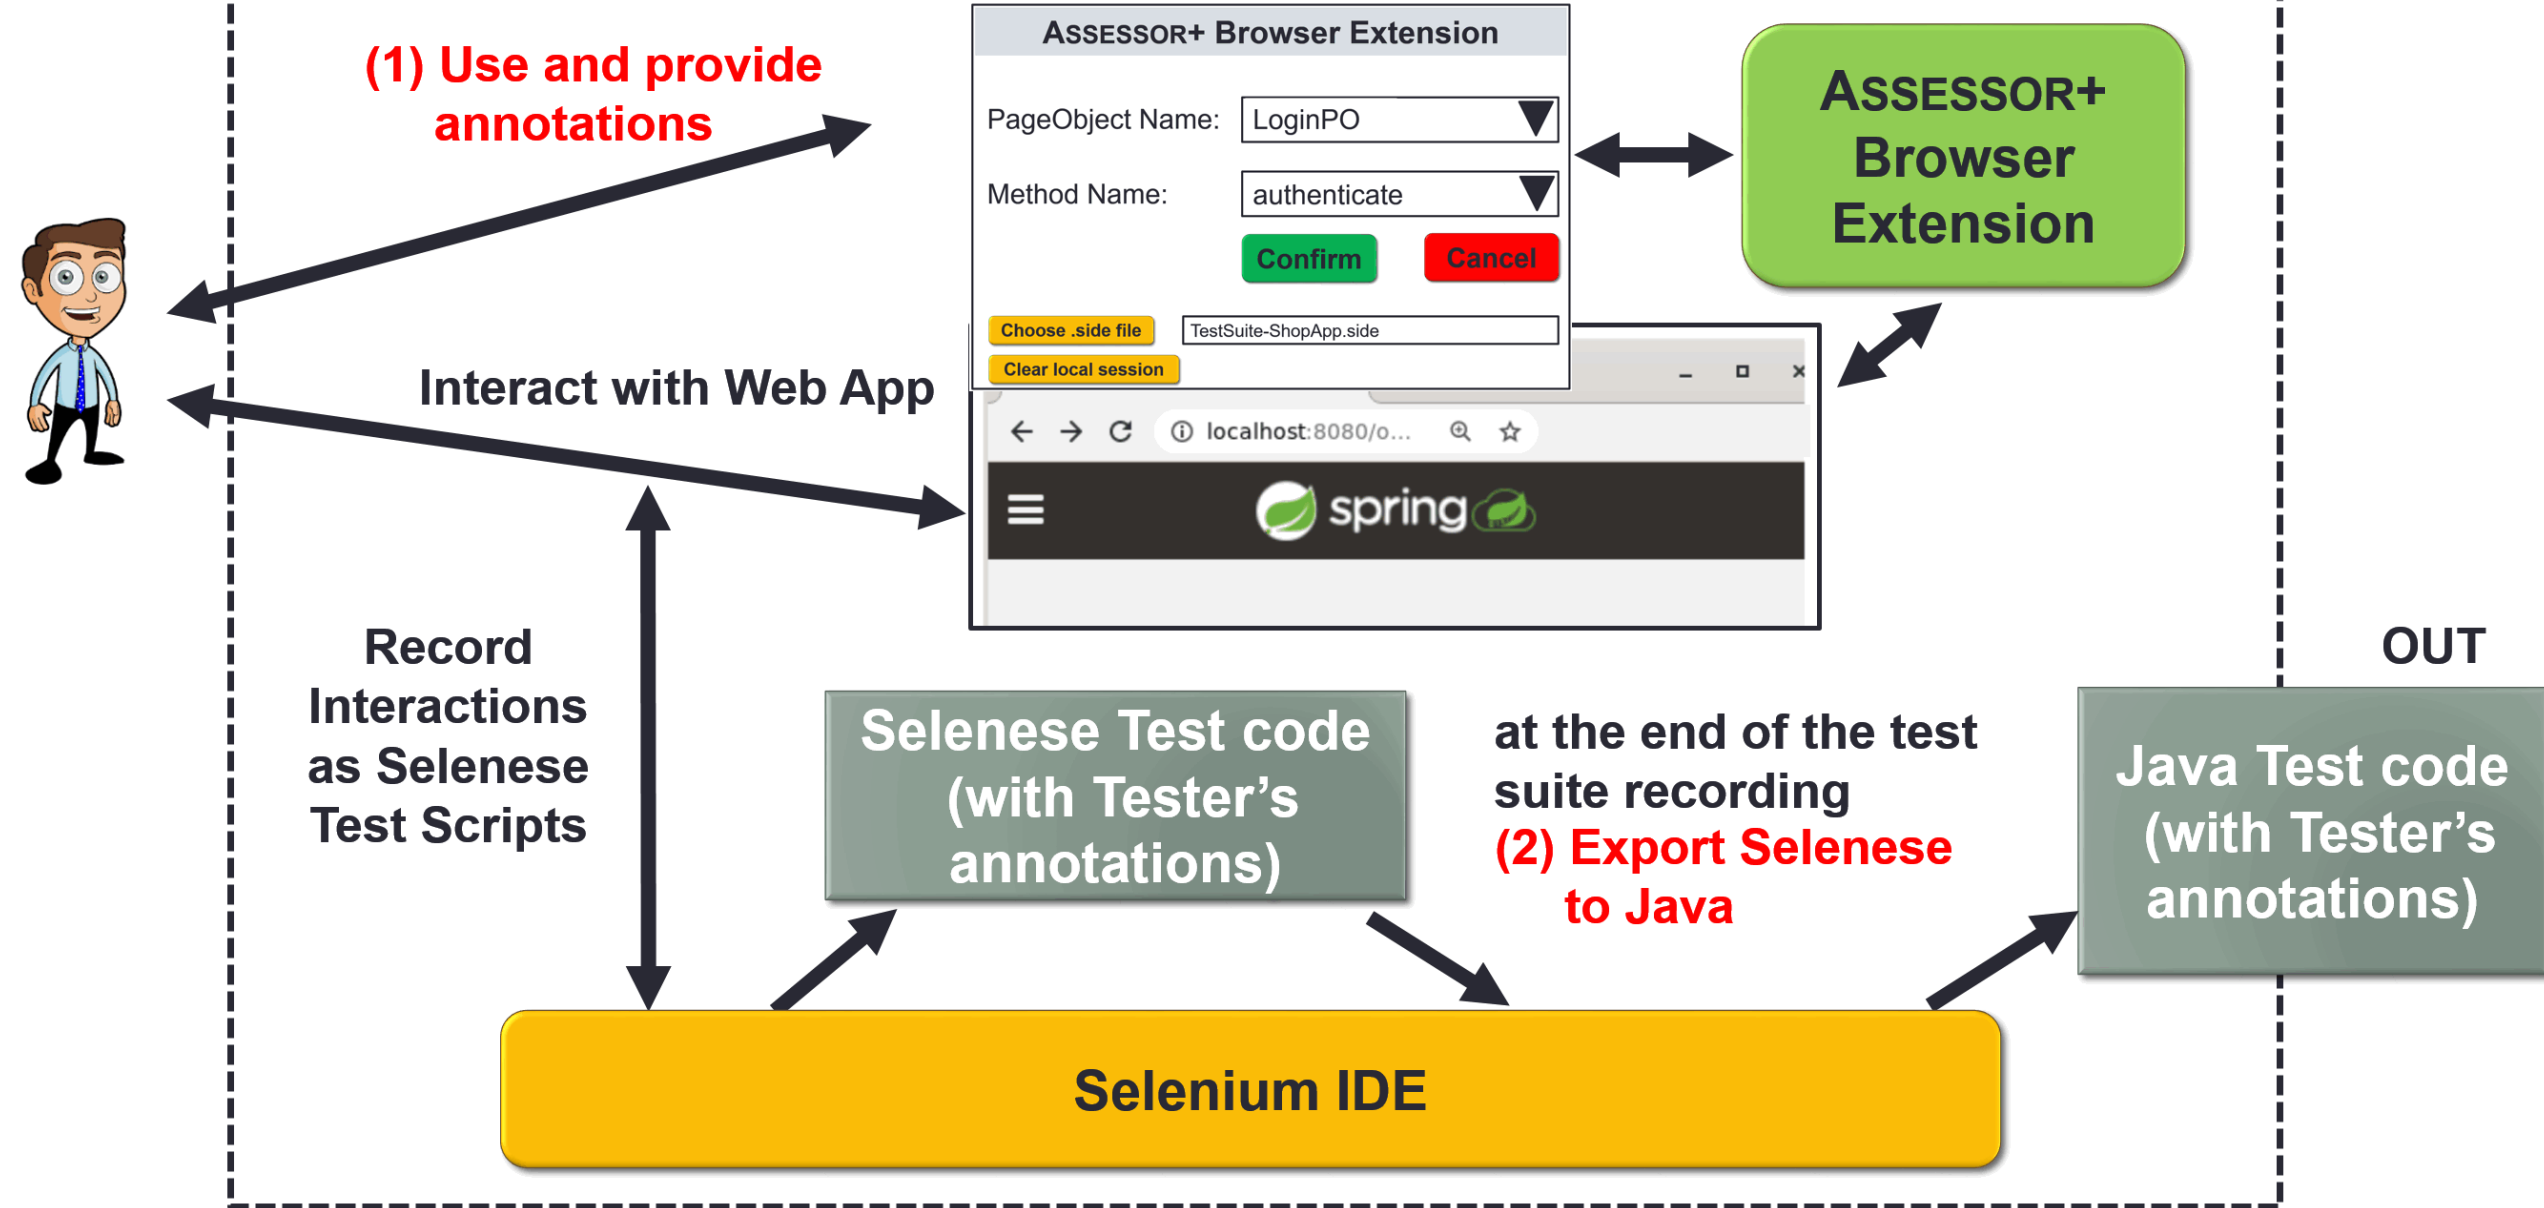 (1) Use and provide
annotations
ASSESSOR+ Browser Extension
PageObject Name: LoginPO
Method Name: authenticate
Confirm Cancel
Choose .side file TestSuite-ShopApp.side
Clear local session
ASSESSOR+
Browser
Extension
Interact with Web App
localhost:8080/o...
spring
Record
Interactions
as Selenese
Test Scripts
Selenese Test code
(with Tester’s
annotations)
at the end of the test
suite recording
(2) Export Selenese
to Java
OUT
Java Test code
(with Tester’s
annotations)
Selenium IDE